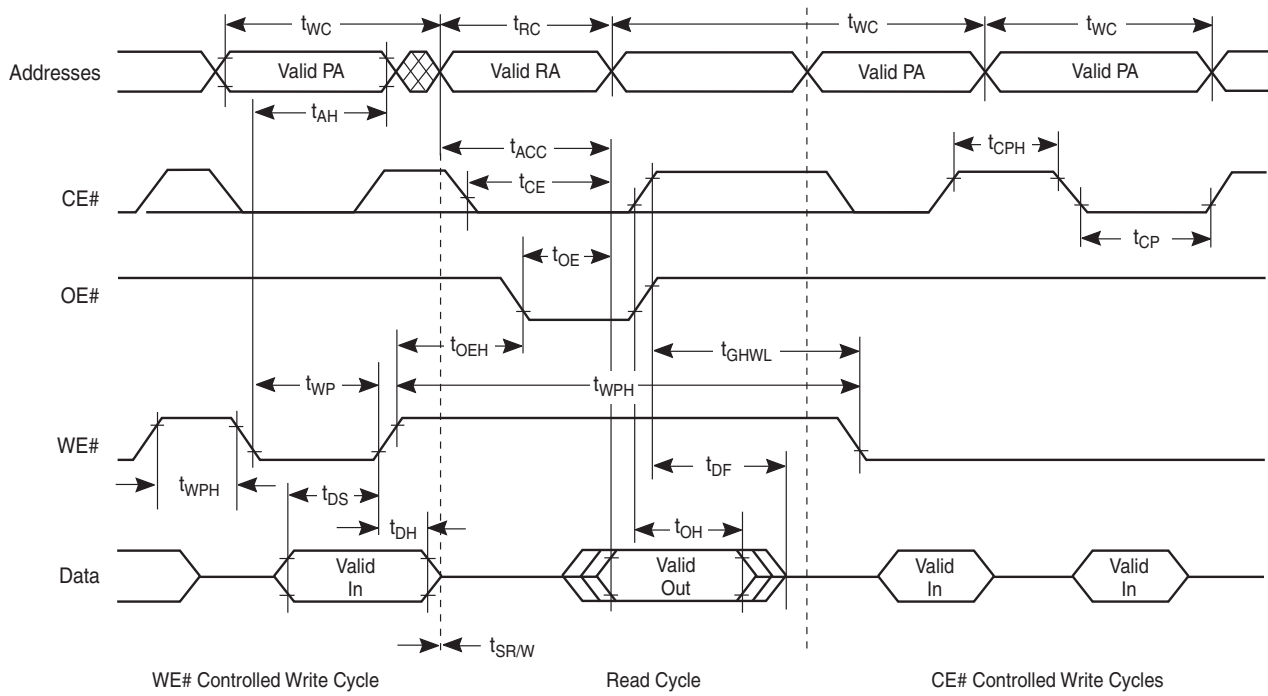 tWC tRC tWC tWC
Addresses Valid PA Valid RA Valid PA Valid PA
tAH
tACC tCPH
CE# tCE
tOE tCP
OE#
tOEH tGHWL
tWP tWPH
WE#
tWPH tDS tDF
tDH tOH
Data Valid In Valid Out Valid In Valid In
tSR/W
WE# Controlled Write Cycle Read Cycle CE# Controlled Write Cycles